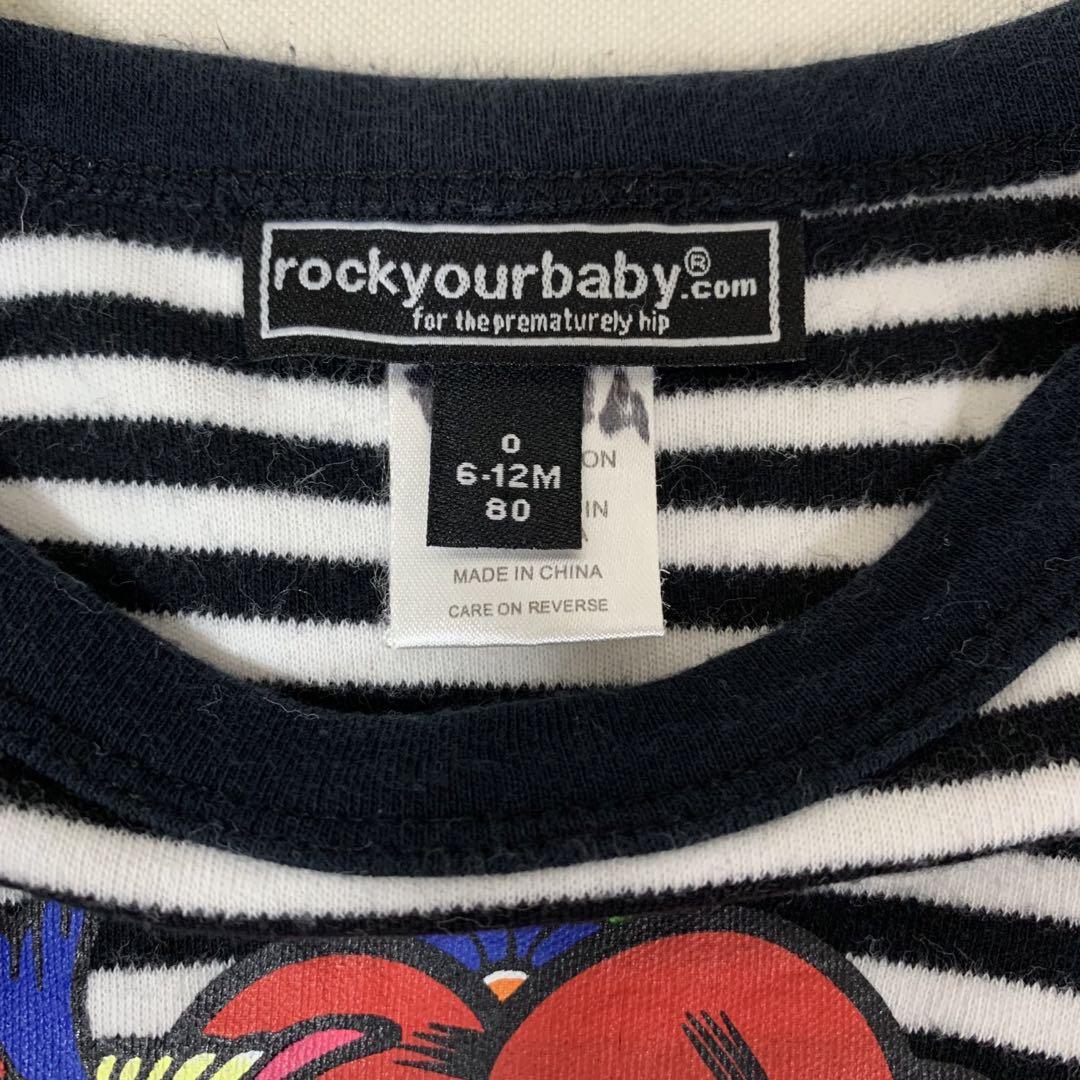 rockyourbaby®.com
for the prematurely hip
0
6-12M
80
MADE IN CHINA
CARE ON REVERSE